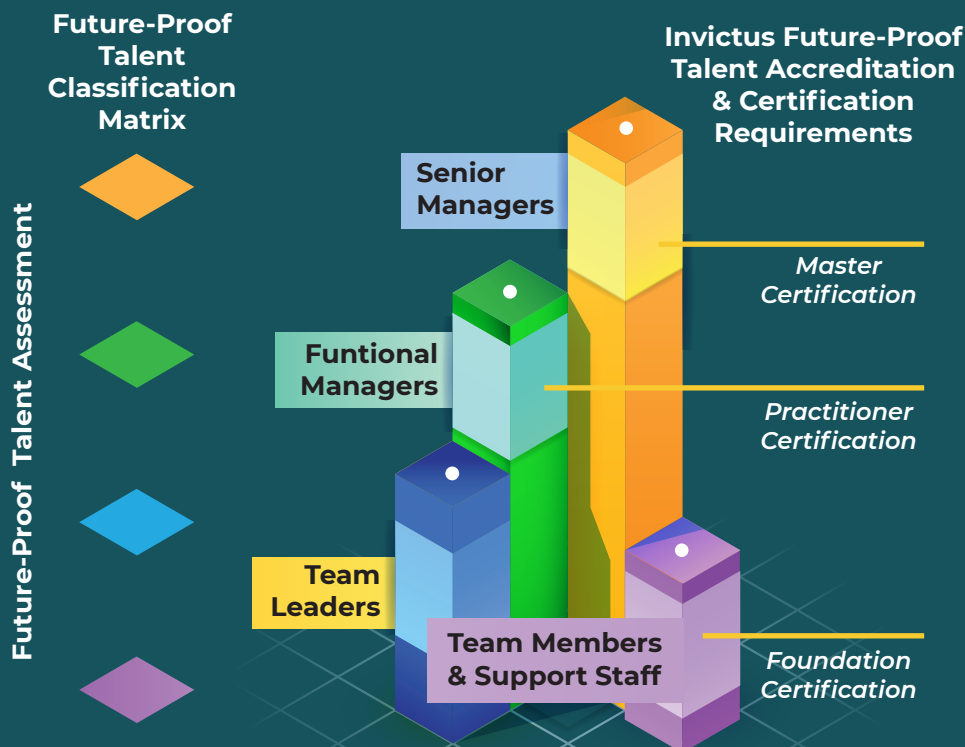 Future-Proof
Talent
Classification
Matrix
Invictus Future-Proof
Talent Accreditation
& Certification
Requirements
Future-Proof Talent Assessment
Senior
Managers
Master
Certification
Funtional
Managers
Practitioner
Certification
Team
Leaders
Team Members
& Support Staff
Foundation
Certification